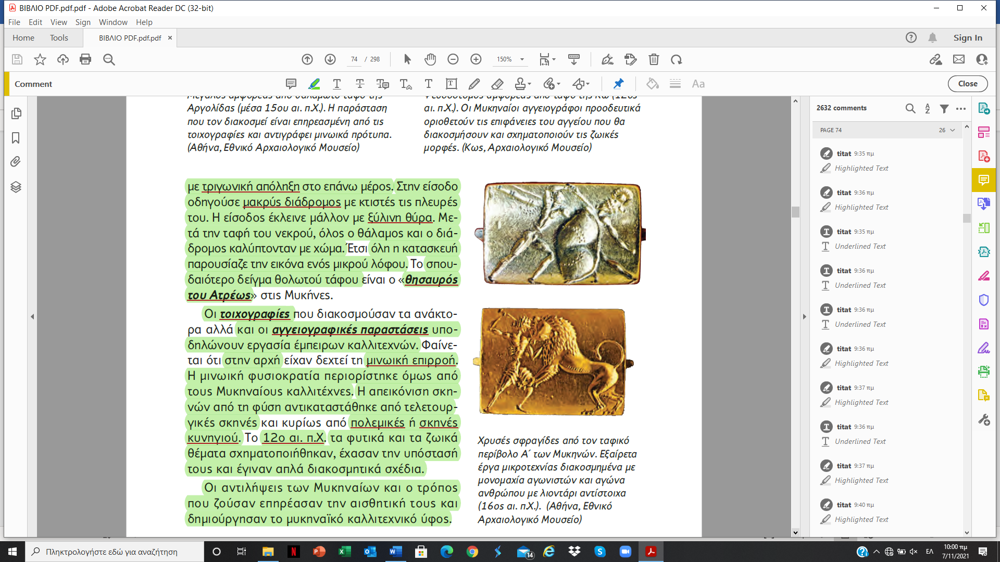 ΒΙΒΛΙΟ PDF.pdf.pdf - Adobe Acrobat Reader DC (32-bit)
File Edit View Sign Window Help
Home Tools ΒΙΒΛΙΟ PDF.pdf.pdf × Sign In
74 / 298 150%
Comment Close
Μεγάλος αμφορέας από θαλαμωτό τάφο της
Αργολίδας (μέσα 15ου αι. π.Χ.). Η παράσταση
που τον διακοσμεί είναι επηρεασμένη από τις
τοιχογραφίες και αντιγράφει μινωικά πρότυπα.
(Αθήνα, Εθνικό Αρχαιολογικό Μουσείο)
Ψευδόστομος αμφορέας από τάφο της Κω (12ος
αι. π.Χ.). Οι Μυκηναίοι αγγειογράφοι προοδευτικά
οριοθετούν τις επιφάνειες του αγγείου που θα
διακοσμήσουν και σχηματοποιούν τις ζωικές
μορφές. (Κως, Αρχαιολογικό Μουσείο)
με τριγωνική απόληξη στο επάνω μέρος. Στην είσοδο
οδηγούσε μακρύς διάδρομος με κτιστές τις πλευρές
του. Η είσοδος έκλεινε μάλλον με ξύλινη θύρα. Με-
τά την ταφή του νεκρού, όλος ο θάλαμος και ο διά-
δρομος καλύπτονταν με χώμα. Έτσι όλη η κατασκευή
παρουσίαζε την εικόνα ενός μικρού λόφου. Το σπου-
δαιότερο δείγμα θολωτού τάφου είναι ο «θησαυρός
του Ατρέως» στις Μυκήνες.
Οι τοιχογραφίες που διακοσμούσαν τα ανάκτο-
ρα αλλά και οι αγγειογραφικές παραστάσεις υπο-
δηλώνουν εργασία έμπειρων καλλιτεχνών. Φαίνε-
ται ότι στην αρχή είχαν δεχτεί τη μινωική επιρροή.
Η μινωική φυσιοκρατία περιορίστηκε όμως από
τους Μυκηναίους καλλιτέχνες. Η απεικόνιση σκη-
νών από τη φύση αντικαταστάθηκε από τελετουρ-
γικές σκηνές και κυρίως από πολεμικές ή σκηνές
κυνηγιού. Το 12ο αι. π.Χ. τα φυτικά και τα ζωικά
θέματα σχηματοποιήθηκαν, έχασαν την υπόστασή
τους και έγιναν απλά διακοσμητικά σχέδια.
Οι αντιλήψεις των Μυκηναίων και ο τρόπος
που ζούσαν επηρέασαν την αισθητική τους και
δημιούργησαν το μυκηναϊκό καλλιτεχνικό ύφος.
Χρυσές σφραγίδες από τον ταφικό
περίβολο Α΄ των Μυκηνών. Εξαίρετα
έργα μικροτεχνίας διακοσμημένα με
μονομαχία αγωνιστών και αγώνα
ανθρώπου με λιοντάρι αντίστοιχα
(16ος αι. π.Χ.). (Αθήνα, Εθνικό
Αρχαιολογικό Μουσείο)
2632 comments
PAGE 74 26
titat 9:35 πμ
Highlighted Text
titat 9:36 πμ
Highlighted Text
titat 9:35 πμ
Underlined Text
titat 9:36 πμ
Underlined Text
titat 9:36 πμ
Underlined Text
titat 9:36 πμ
Highlighted Text
titat 9:37 πμ
Highlighted Text
titat 9:36 πμ
Underlined Text
titat 9:37 πμ
Highlighted Text
titat 9:40 πμ
Highlighted Text
Πληκτρολογήστε εδώ για αναζήτηση
14
ΕΛ
10:00 πμ
7/11/2021